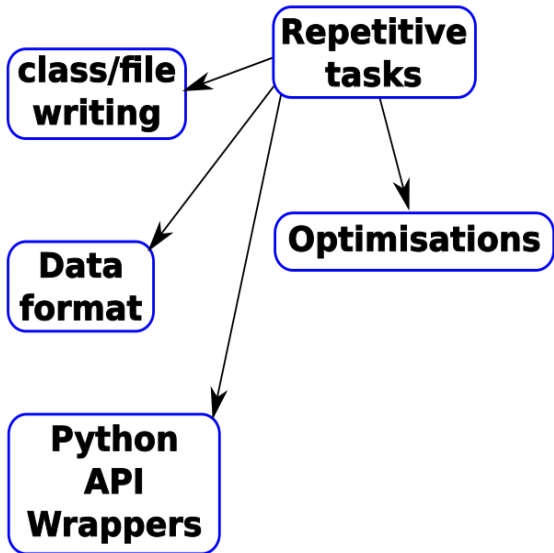 Repetitive
tasks
class/file
writing
Optimisations
Data
format
Python
API
Wrappers